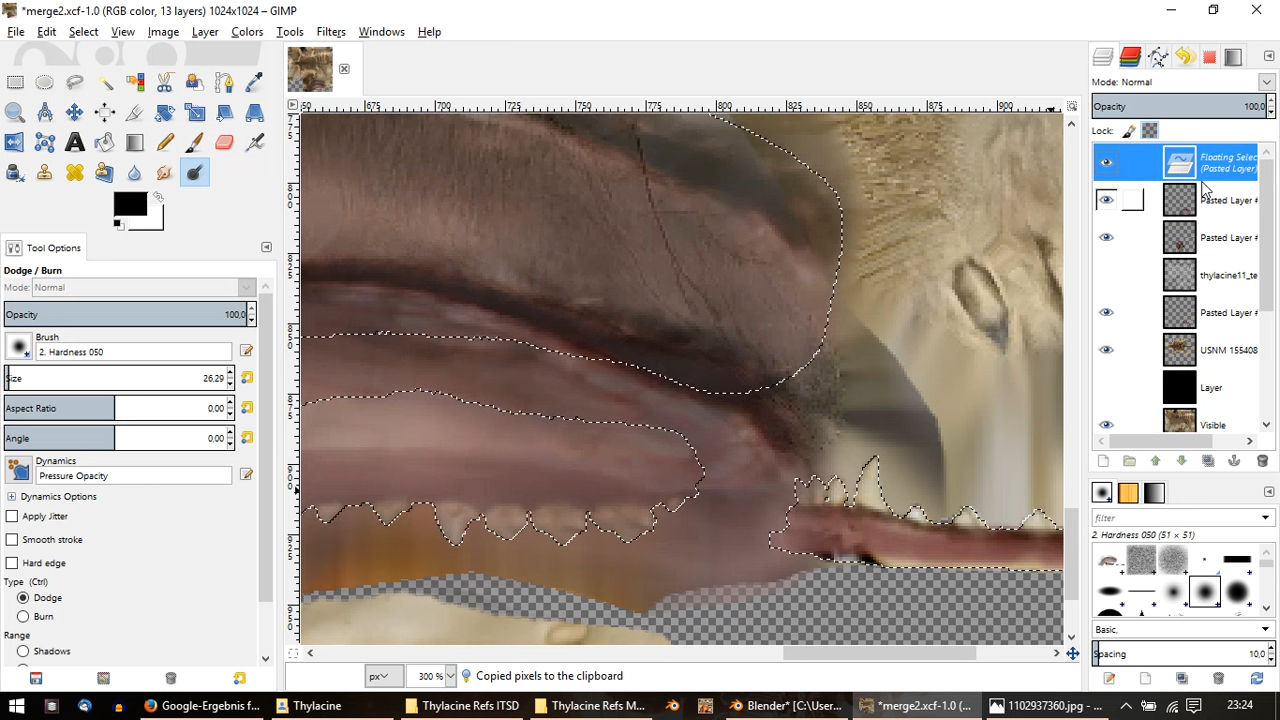 *merge2.xcf-1.0 (RGB color, 13 layers) 1024x1024 – GIMP
File Edit Select View Image Layer Colors Tools Filters Windows Help
Mode: Normal
Opacity 100,0
Lock:
Floating Selec
(Pasted Layer)
Pasted Layer #
Pasted Layer #
thylacine11_te
Pasted Layer #
USNM 155408
Layer
Visible
Tool Options
Dodge / Burn
Mode: Normal
Opacity 100,0
Brush
2. Hardness 050
Size 26,29
Aspect Ratio 0,00
Angle 0,00
Dynamics
Pressure Opacity
Dynamics Options
Apply Jitter
Smooth stroke
Hard edge
Type (Ctrl)
Dodge
Burn
Range
Shadows
675 700 725 750 775 800 825 850 875 900
filter
2. Hardness 050 (51 × 51)
Basic,
Spacing 10,0
px 300 % Copied pixels to the clipboard
Google-Ergebnis f...
Thylacine
Thylacine Refs ITSD
Thylacine Refs M...
Blender* [C:\User...
*merge2.xcf-1.0 (...
1102937360.jpg - ...
23:24